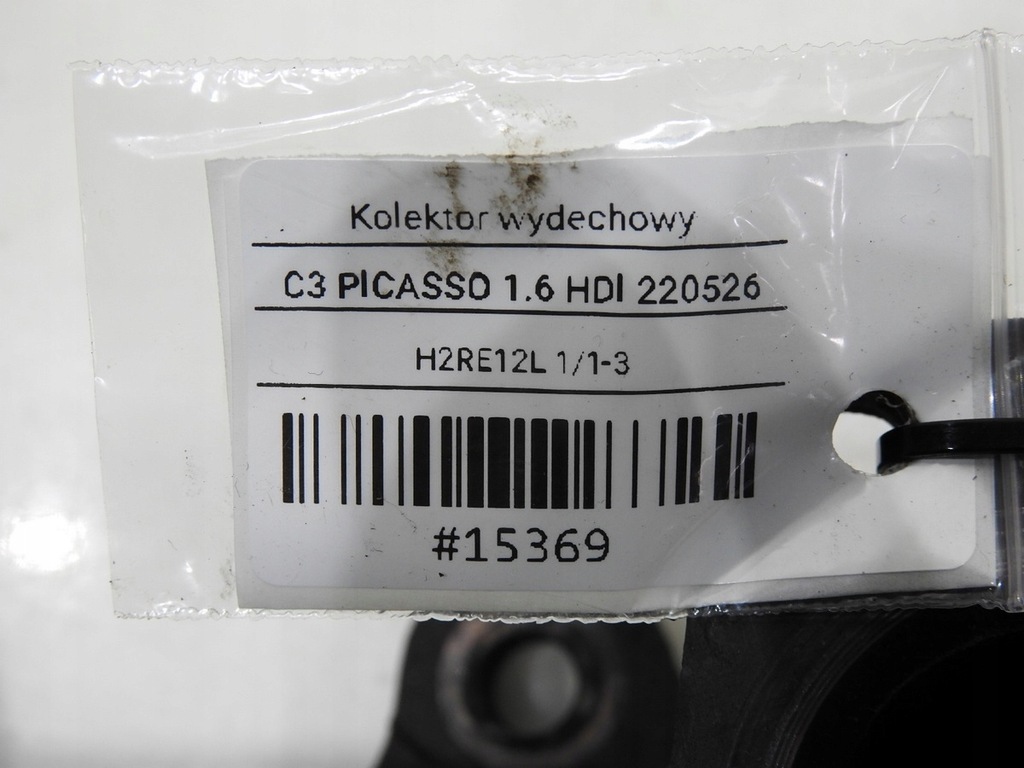 Kolektor wydechowy
C3 PICASSO 1.6 HDI 220526
H2RE12L 1/1-3
#15369